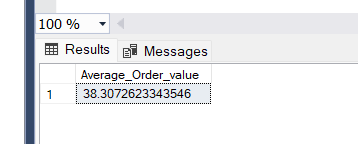 100 %
Results Messages
Average_Order_value
1 38.3072623343546